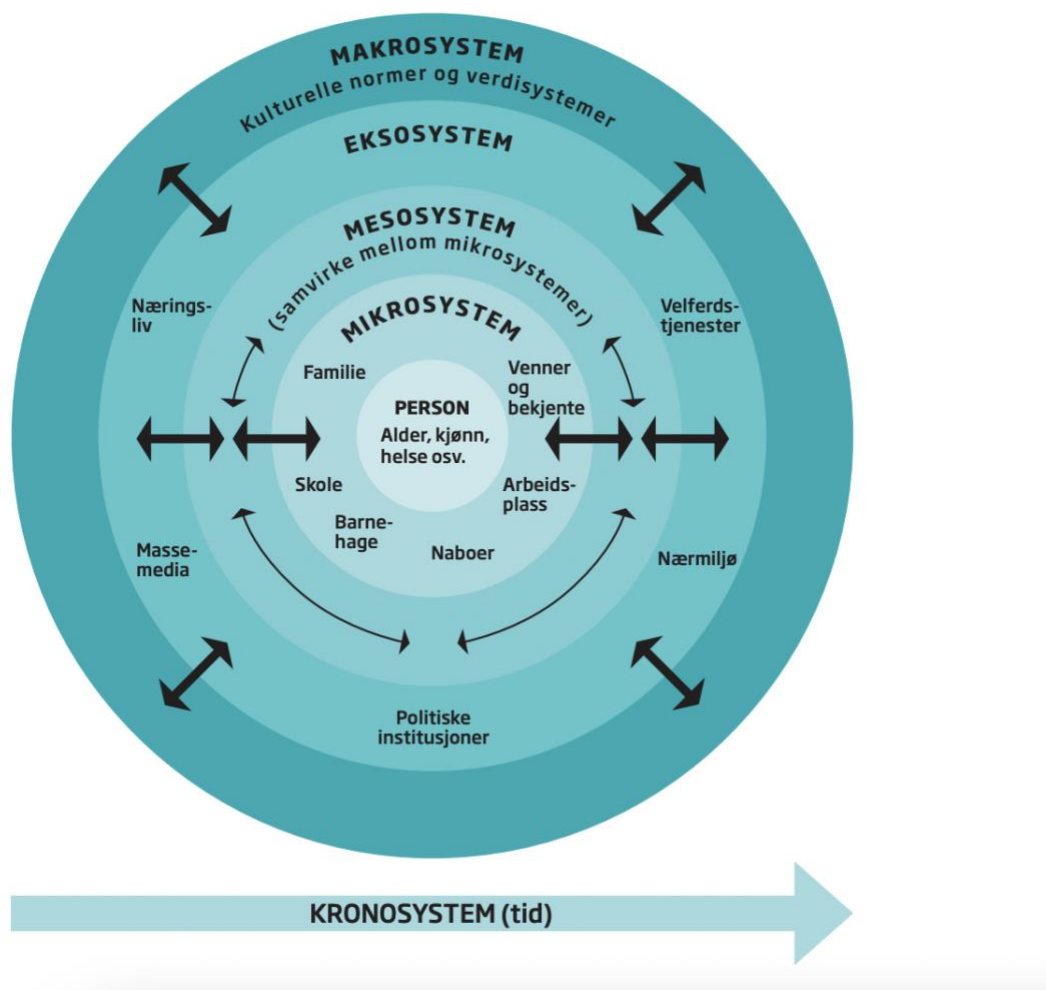 MAKROSYSTEM
Kulturelle normer og verdisystemer
EKSOSYSTEM
MESOSYSTEM
(samvirke mellom mikrosystemer)
MIKROSYSTEM
Nærings-
liv
Velferds-
tjenester
Familie
Venner
og
bekjente
PERSON
Alder, kjønn,
helse osv.
Skole
Arbeids-
plass
Barne-
hage
Naboer
Masse-
media
Nærmiljø
Politiske
institusjoner
KRONOSYSTEM (tid)